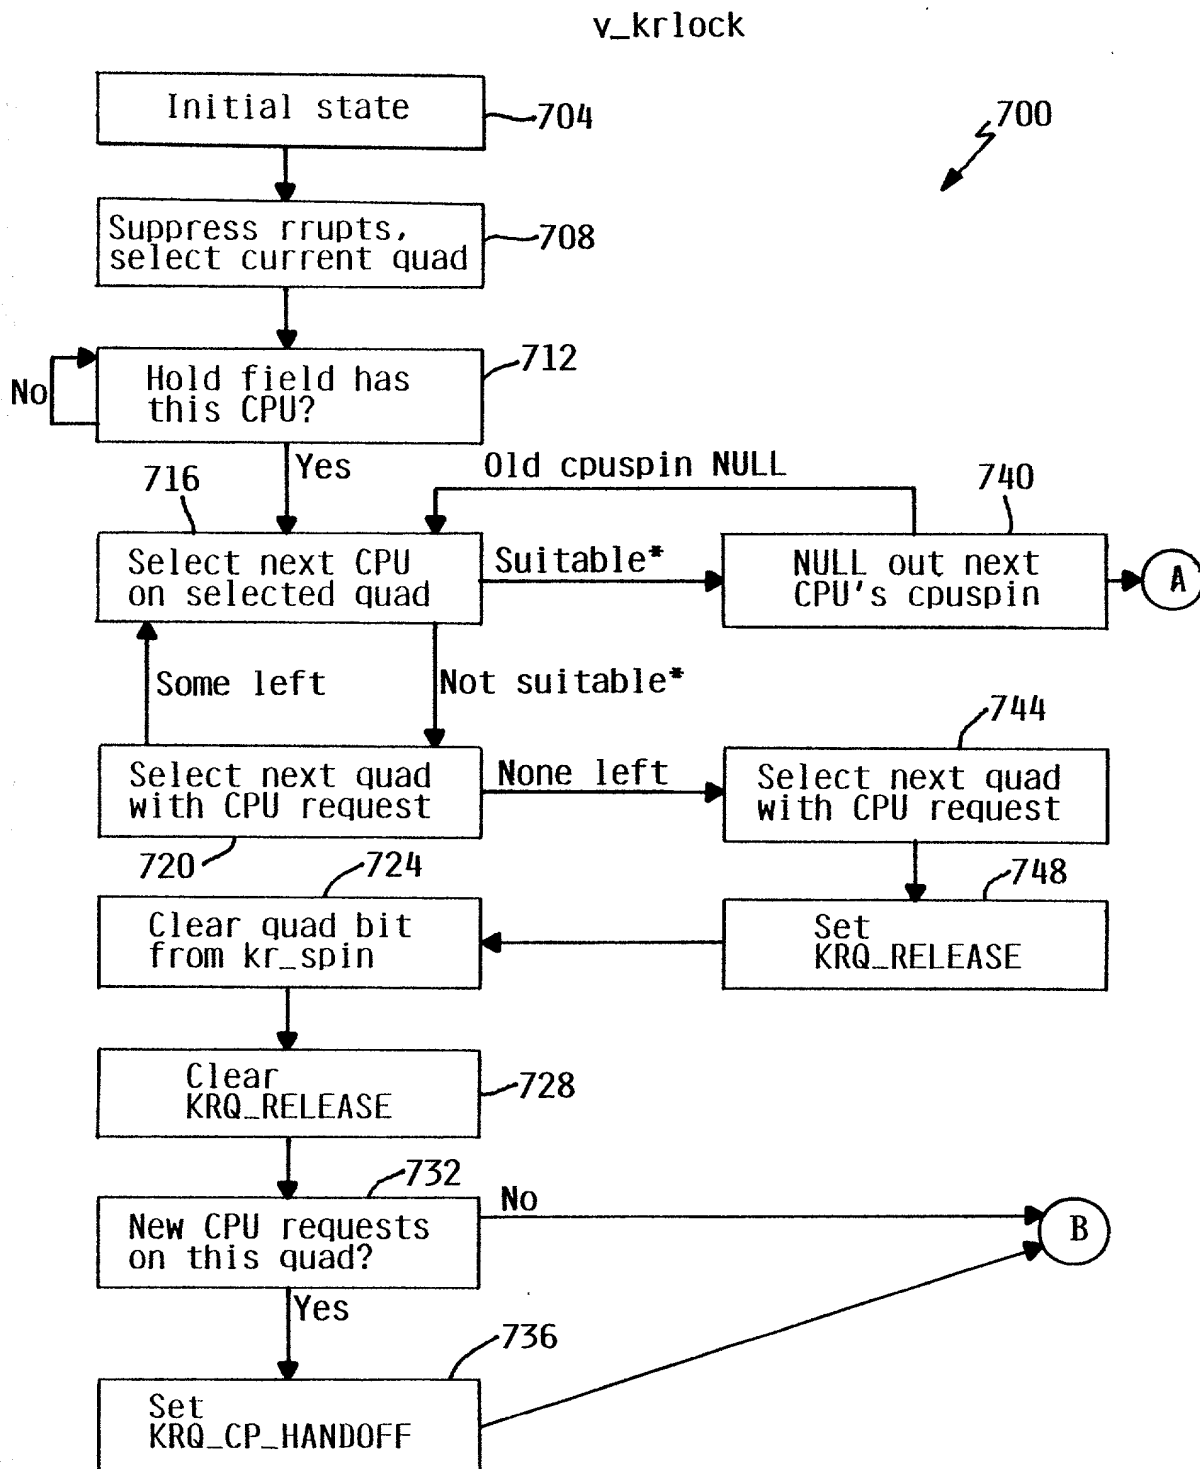 v_krlock
Initial state
704
700
Suppress rrupts,
select current quad
708
Hold field has
this CPU?
712
No
Yes
Old cpuspin NULL
716
740
Select next CPU
on selected quad
Suitable*
NULL out next
CPU's cpuspin
A
Some left
Not suitable*
744
Select next quad
with CPU request
None left
Select next quad
with CPU request
720
724
748
Clear quad bit
from kr_spin
Set
KRQ_RELEASE
Clear
KRQ_RELEASE
728
732
No
New CPU requests
on this quad?
B
Yes
736
Set
KRQ_CP_HANDOFF